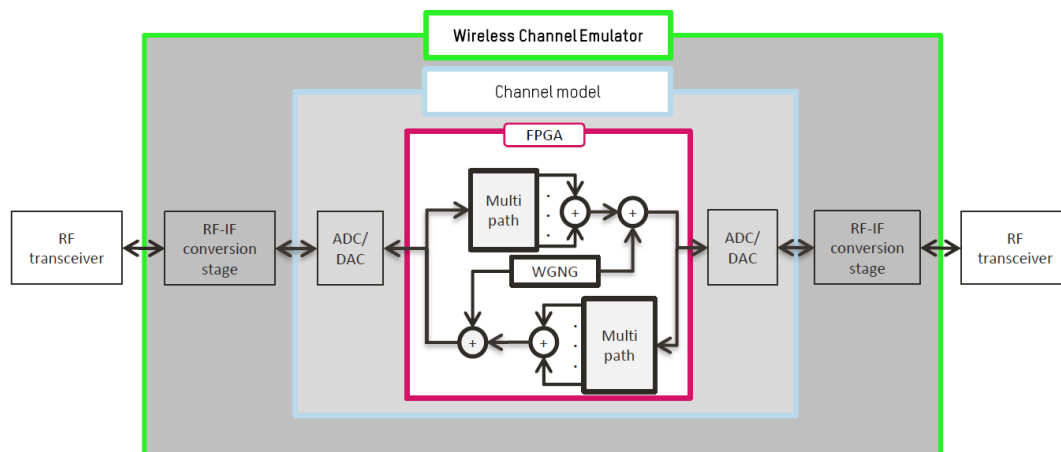 Wireless Channel Emulator
Channel model
FPGA
Multi
path
+
+
WGNG
RF
transceiver
RF-IF
conversion
stage
ADC/
DAC
ADC/
DAC
RF-IF
conversion
stage
RF
transceiver
+
+
Multi
path